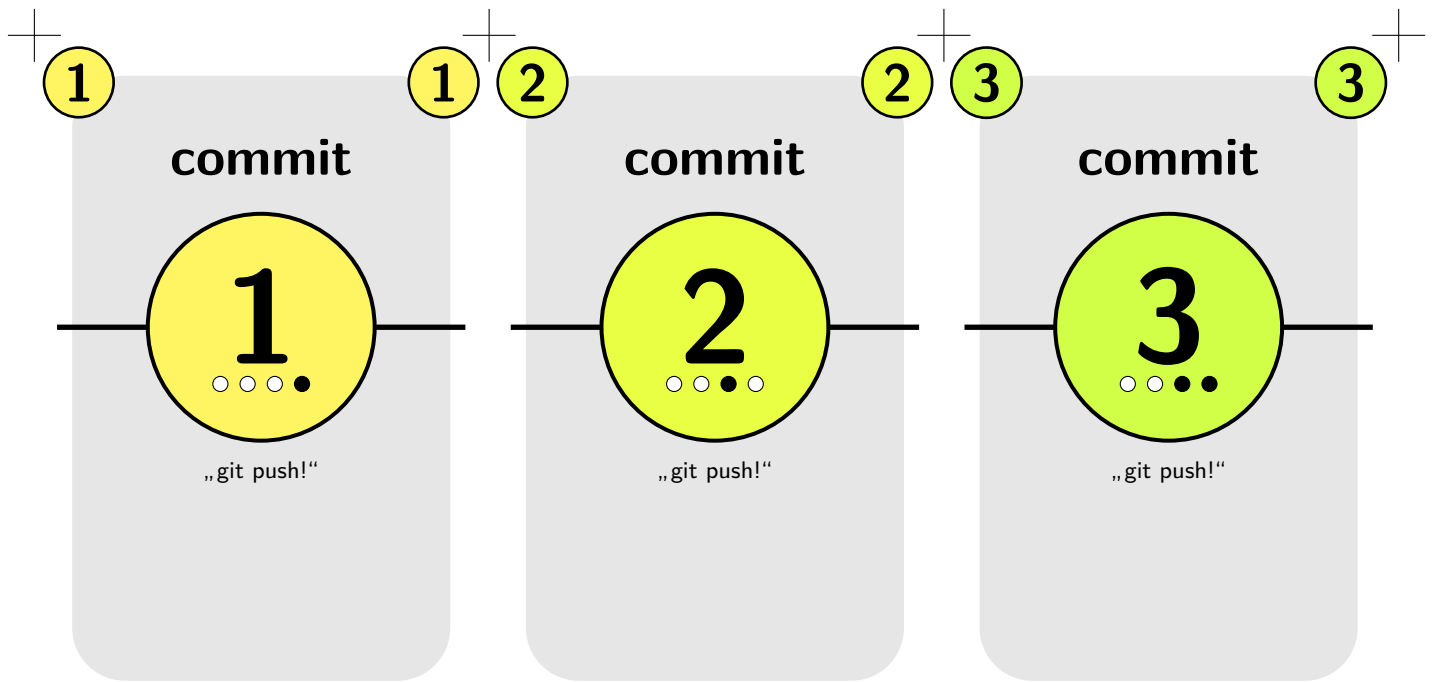 1 1 2 2 3 3
commit commit commit
1 2 3
„git push!“ „git push!“ „git push!“